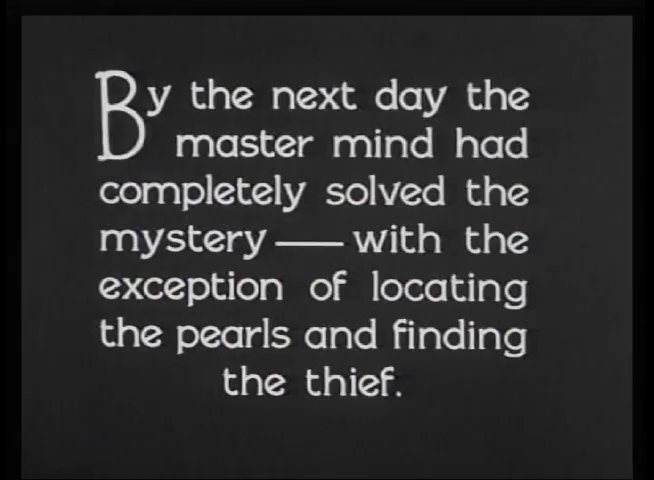 By the next day the
master mind had
completely solved the
mystery — with the
exception of locating
the pearls and finding
the thief.